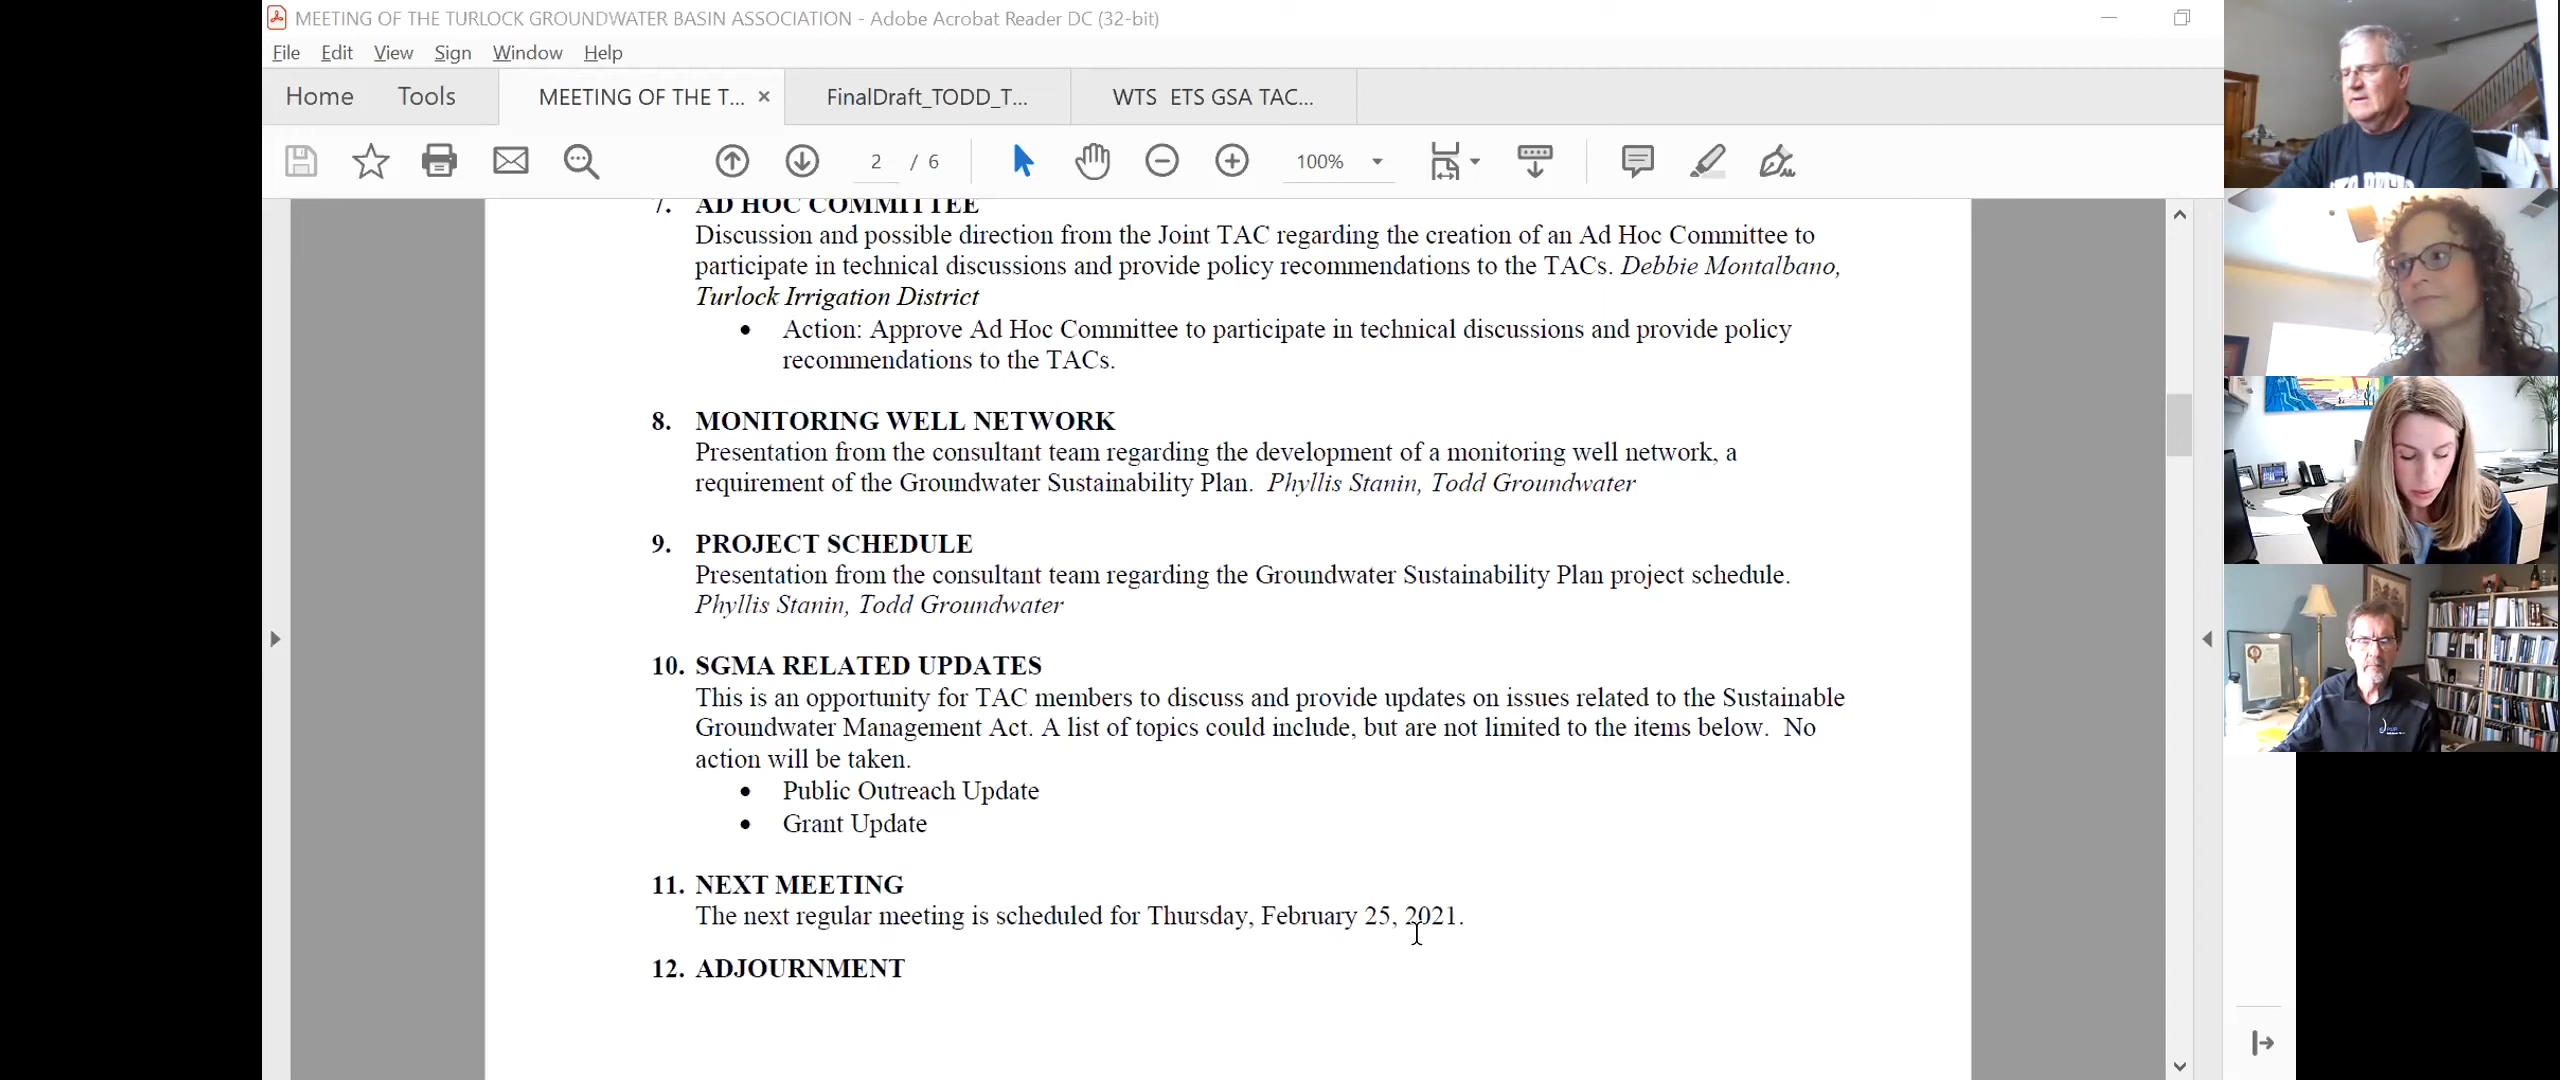 MEETING OF THE TURLOCK GROUNDWATER BASIN ASSOCIATION - Adobe Acrobat Reader DC (32-bit)
File Edit View Sign Window Help
Home Tools MEETING OF THE T... × FinalDraft_TODD_T... WTS ETS GSA TAC...
2 / 6 100%
7. AD HOC COMMITTEE
Discussion and possible direction from the Joint TAC regarding the creation of an Ad Hoc Committee to
participate in technical discussions and provide policy recommendations to the TACs. Debbie Montalbano,
Turlock Irrigation District
• Action: Approve Ad Hoc Committee to participate in technical discussions and provide policy
recommendations to the TACs.
8. MONITORING WELL NETWORK
Presentation from the consultant team regarding the development of a monitoring well network, a
requirement of the Groundwater Sustainability Plan. Phyllis Stanin, Todd Groundwater
9. PROJECT SCHEDULE
Presentation from the consultant team regarding the Groundwater Sustainability Plan project schedule.
Phyllis Stanin, Todd Groundwater
10. SGMA RELATED UPDATES
This is an opportunity for TAC members to discuss and provide updates on issues related to the Sustainable
Groundwater Management Act. A list of topics could include, but are not limited to the items below. No
action will be taken.
• Public Outreach Update
• Grant Update
11. NEXT MEETING
The next regular meeting is scheduled for Thursday, February 25, 2021.
12. ADJOURNMENT